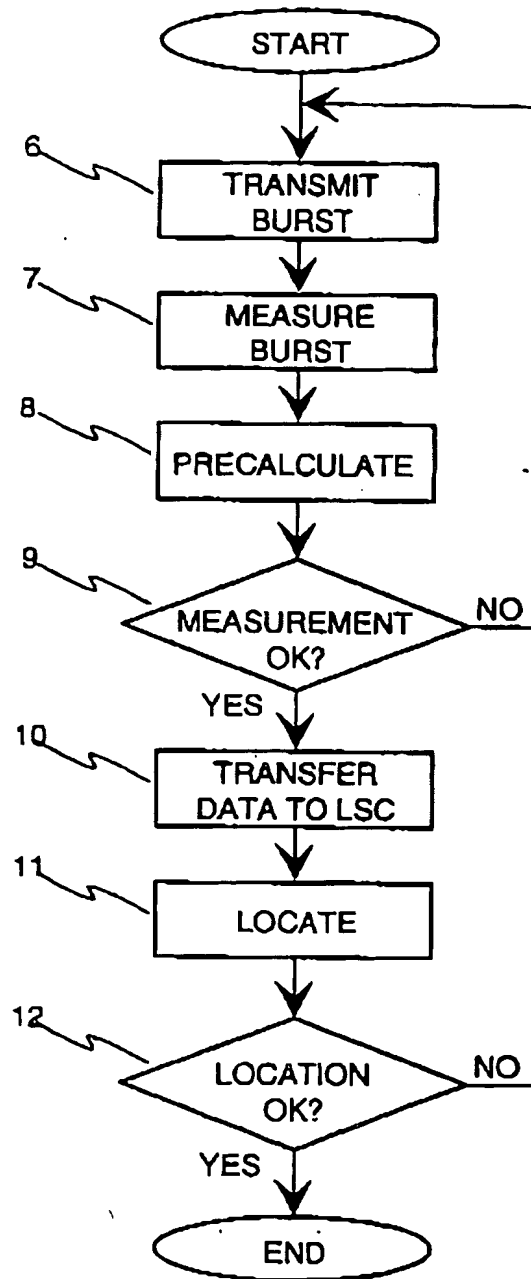 START
6
TRANSMIT
BURST
7
MEASURE
BURST
8
PRECALCULATE
9
MEASUREMENT
OK?
NO
YES
10
TRANSFER
DATA TO LSC
11
LOCATE
12
LOCATION
OK?
NO
YES
END